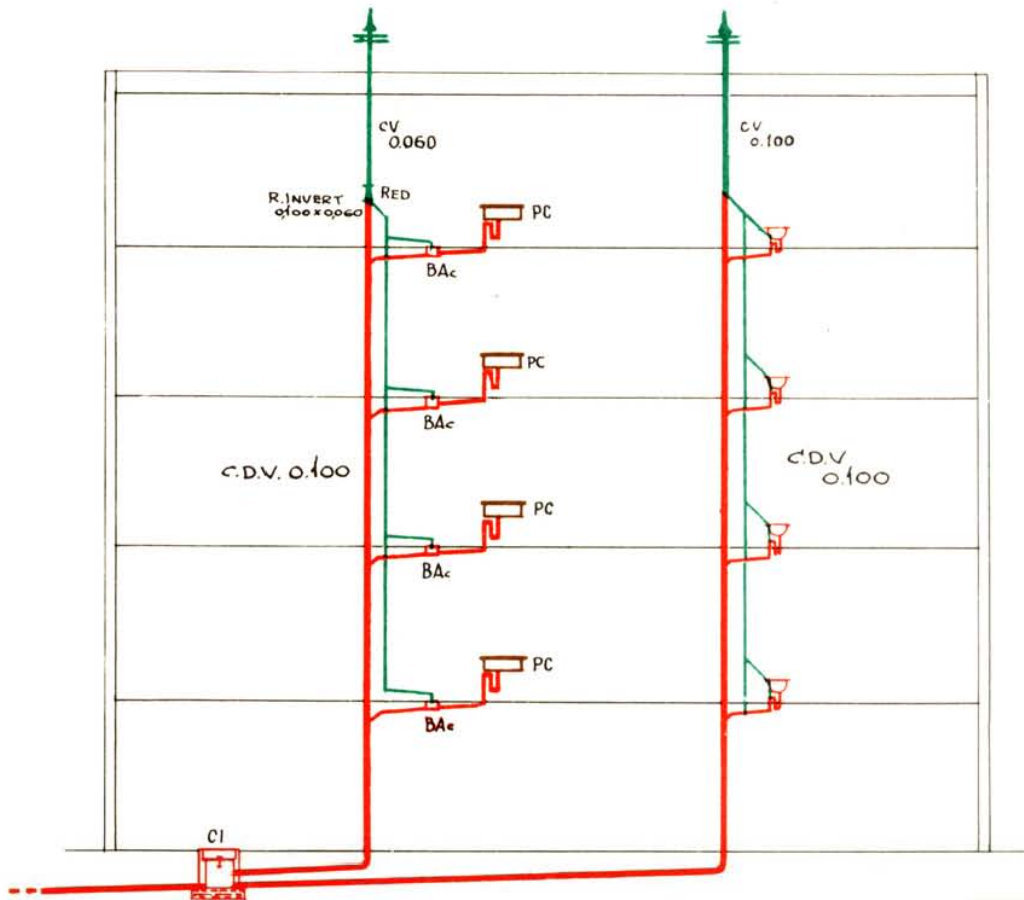 CV
0.060
CV
0.100
R.INVERT
0,100 x 0,060
RED
PC
BAc
PC
BAc
C.D.V. 0.100
C.D.V
0.100
PC
BAc
PC
BAc
CI